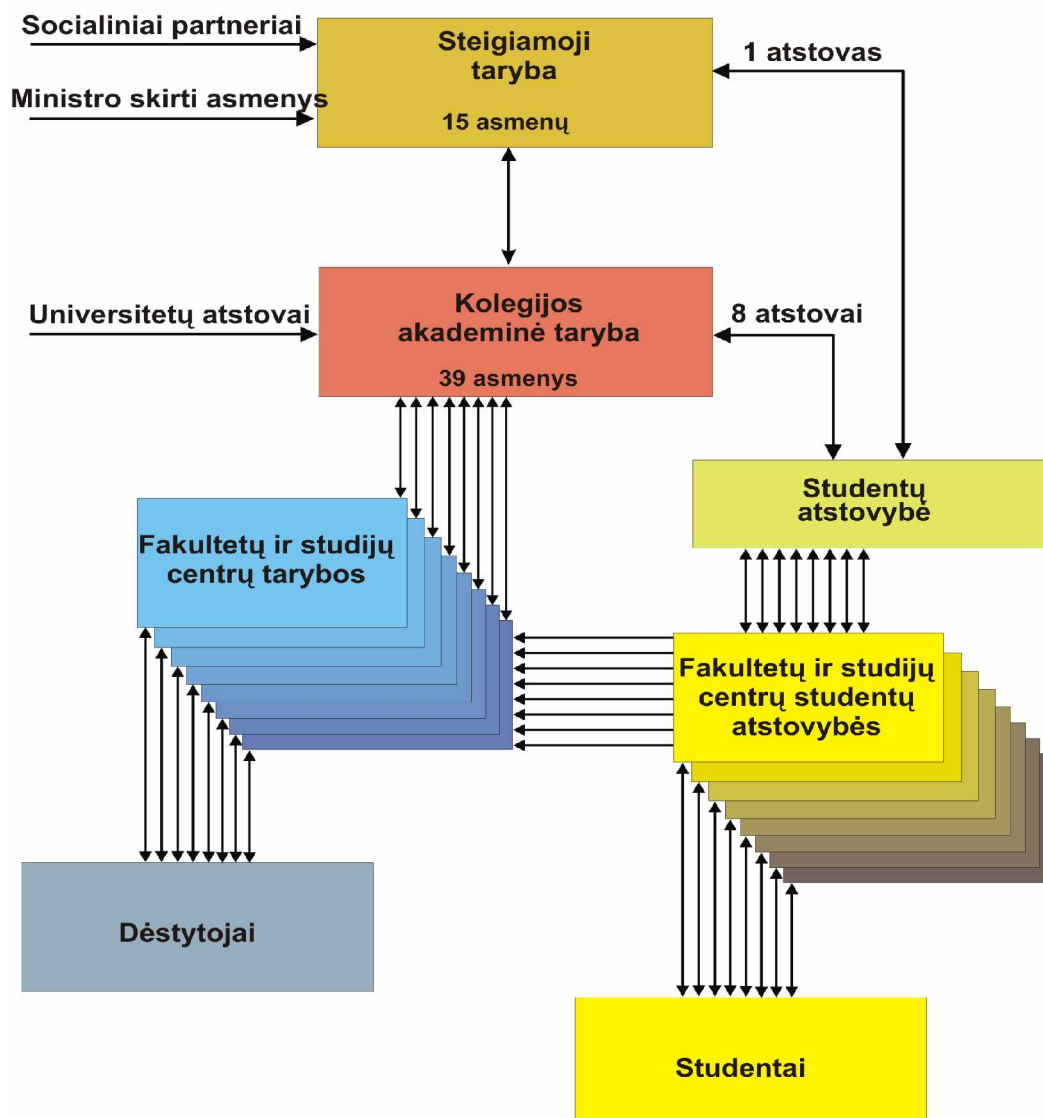 Socialiniai partneriai
Steigiamoji
taryba
1 atstovas
Ministro skirti asmenys
15 asmenų
Universitetų atstovai
Kolegijos
akademinė taryba
8 atstovai
39 asmenys
Studentų
atstovybė
Fakultetų ir studijų
centrų tarybos
Fakultetų ir studijų
centrų studentų
atstovybės
Dėstytojai
Studentai